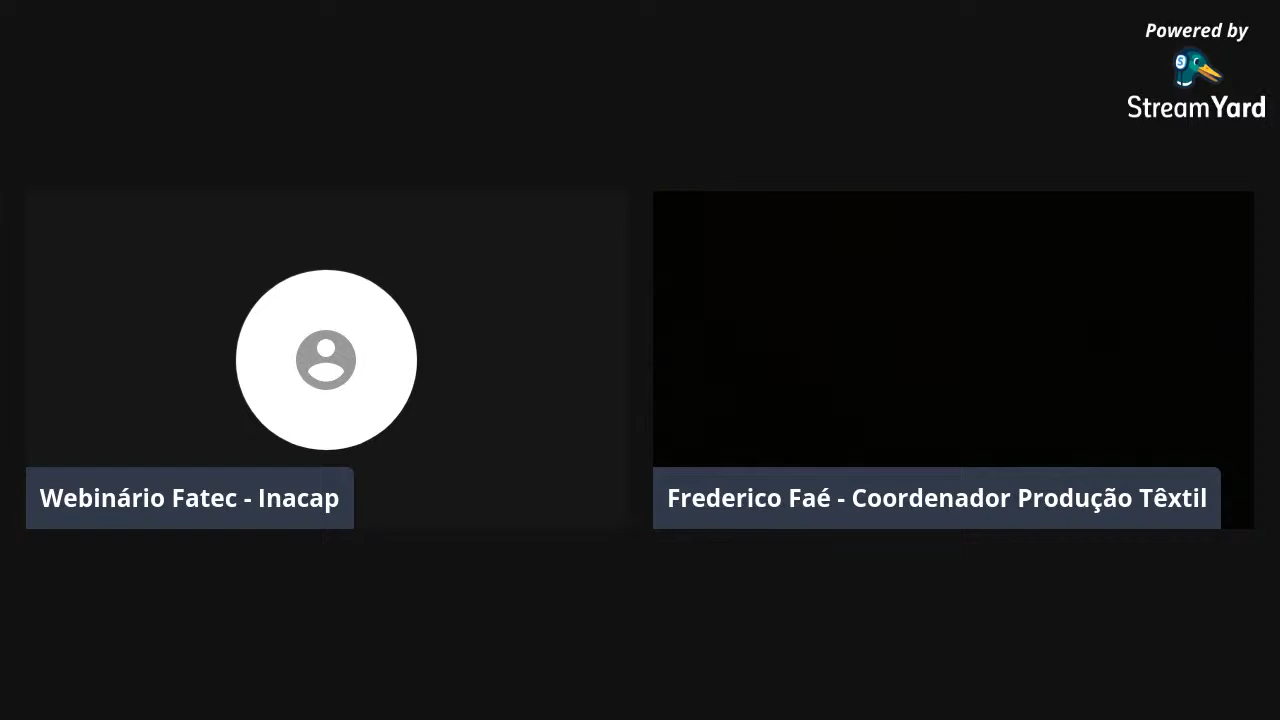 Powered by
StreamYard
Webinário Fatec - Inacap
Frederico Faé - Coordenador Produção Têxtil